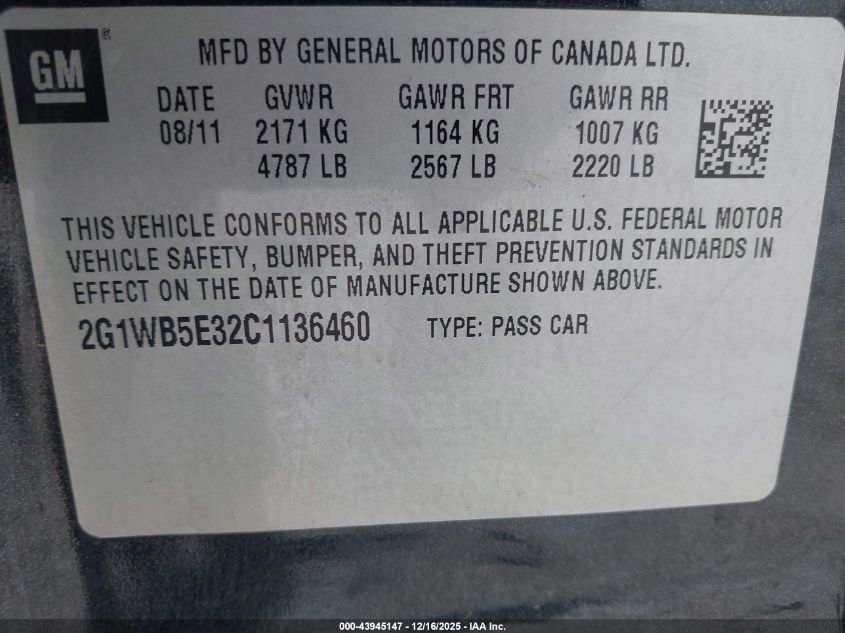 GM
®
MFD BY GENERAL MOTORS OF CANADA LTD.
DATE GVWR GAWR FRT GAWR RR
08/11 2171 KG 1164 KG 1007 KG
4787 LB 2567 LB 2220 LB
THIS VEHICLE CONFORMS TO ALL APPLICABLE U.S. FEDERAL MOTOR
VEHICLE SAFETY, BUMPER, AND THEFT PREVENTION STANDARDS IN
EFFECT ON THE DATE OF MANUFACTURE SHOWN ABOVE.
2G1WB5E32C1136460 TYPE: PASS CAR
000-43945147 - 12/16/2025 - IAA Inc.